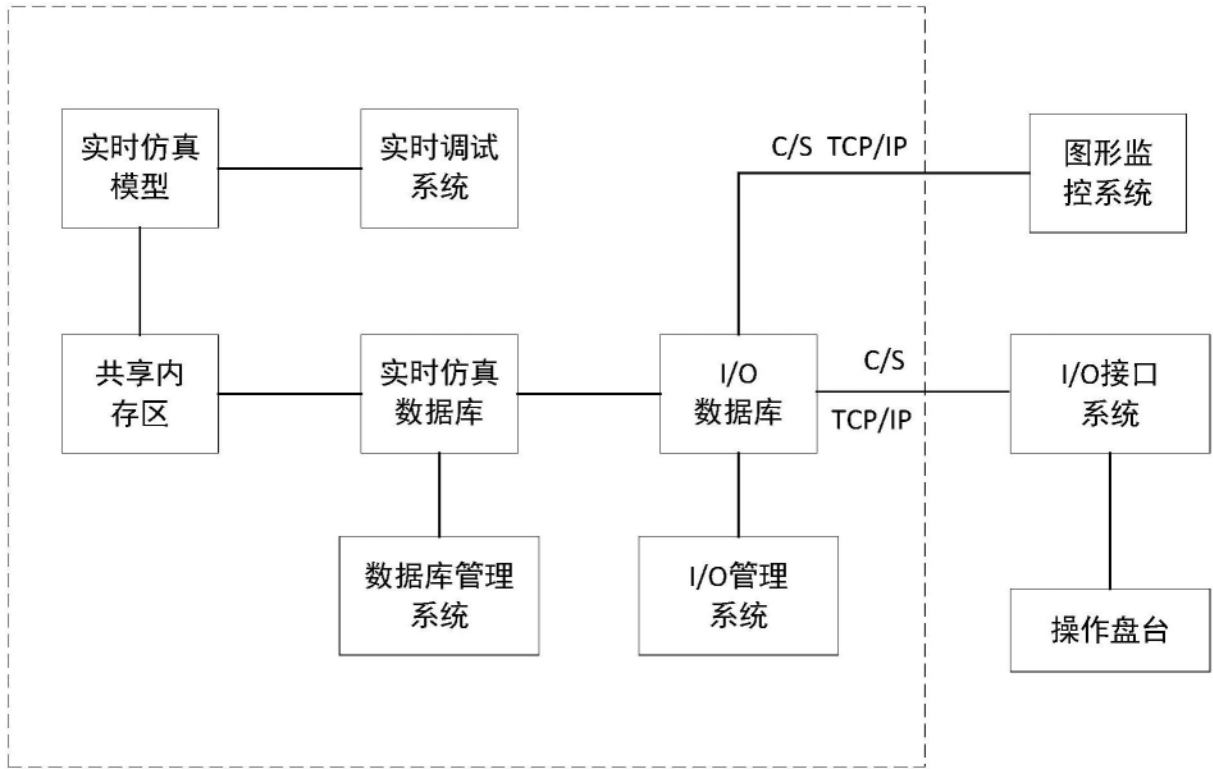 实时仿真
模型
实时调试
系统
C/S TCP/IP
图形监
控系统
共享内
存区
实时仿真
数据库
I/O
数据库
C/S
TCP/IP
I/O接口
系统
数据库管理
系统
I/O管理
系统
操作盘台